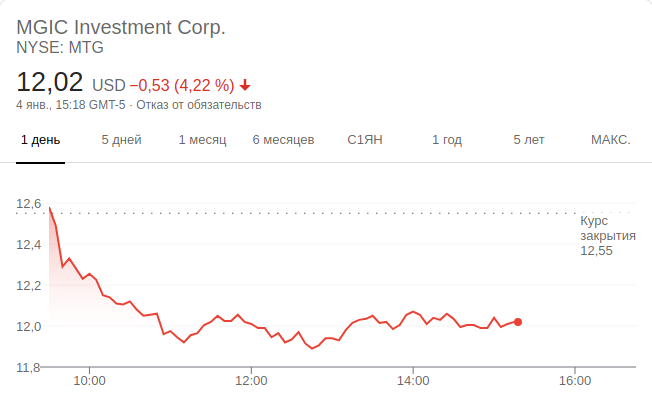 MGIC Investment Corp.
NYSE: MTG
12,02 USD −0,53 (4,22 %)
4 янв., 15:18 GMT-5 · Отказ от обязательств
1 день 5 дней 1 месяц 6 месяцев С1ЯН 1 год 5 лет МАКС.
12,6
Курс
закрытия
12,55
12,4
12,2
12,0
11,8
10:00 12:00 14:00 16:00